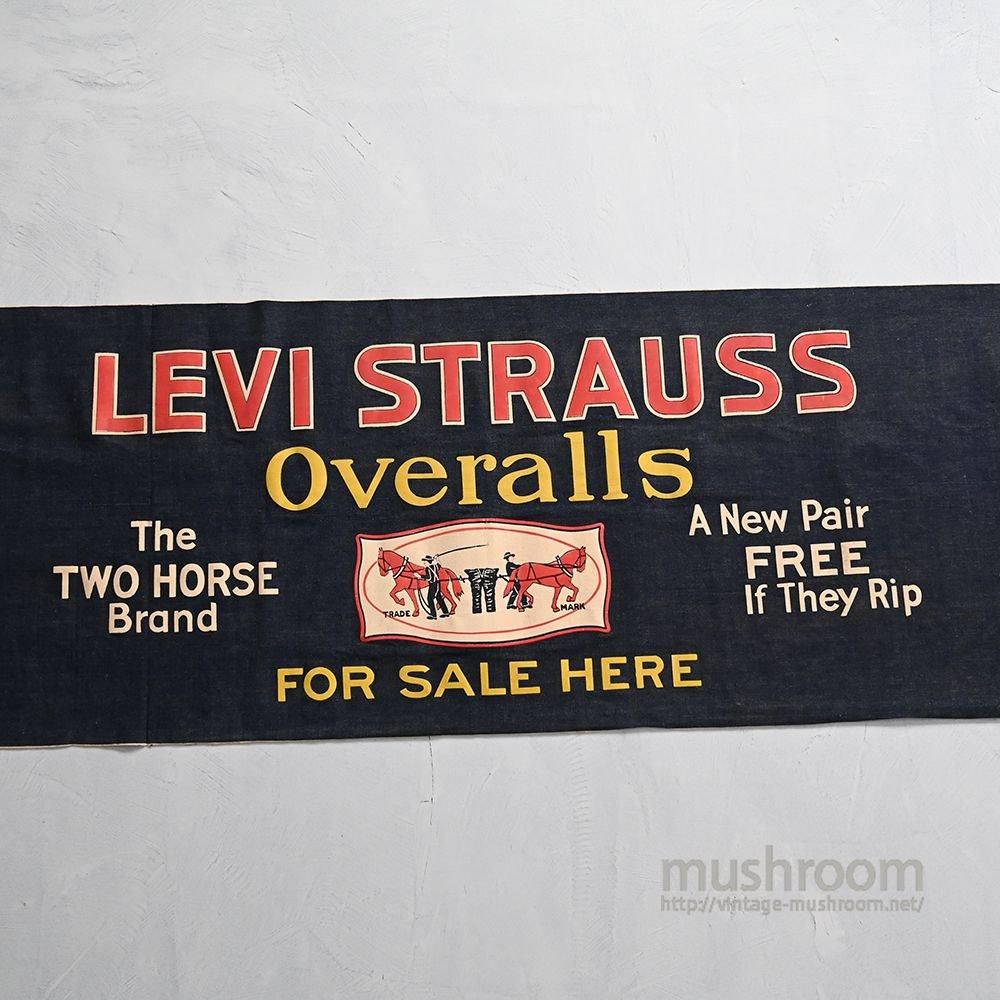 LEVI STRAUSS
Overalls
The
TWO HORSE
Brand
TRADE MARK
A New Pair
FREE
If They Rip
FOR SALE HERE
mushroom
http://vintage-mushroom.net/